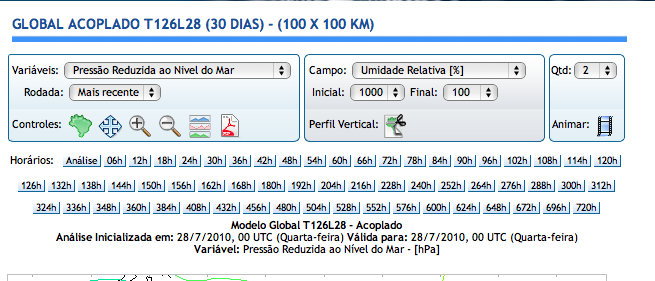 GLOBAL ACOPLADO T126L28 (30 DIAS) - (100 X 100 KM)
Variáveis: Pressão Reduzida ao Nivel do Mar Campo: Umidade Relativa [%] Qtd: 2
Rodada: Mais recente Inicial: 1000 Final: 100
Controles: Perfil Vertical: Animar:
Horários: Análise 06h 12h 18h 24h 30h 36h 42h 48h 54h 60h 66h 72h 78h 84h 90h 96h 102h 108h 114h 120h
126h 132h 138h 144h 150h 156h 162h 168h 180h 192h 204h 216h 228h 240h 252h 264h 276h 288h 300h 312h
324h 336h 348h 360h 384h 408h 432h 456h 480h 504h 528h 552h 576h 600h 624h 648h 672h 696h 720h
Modelo Global T126L28 - Acoplado
Análise Inicializada em: 28/7/2010, 00 UTC (Quarta-feira) Válida para: 28/7/2010, 00 UTC (Quarta-feira)
Variável: Pressão Reduzida ao Nível do Mar - [hPa]